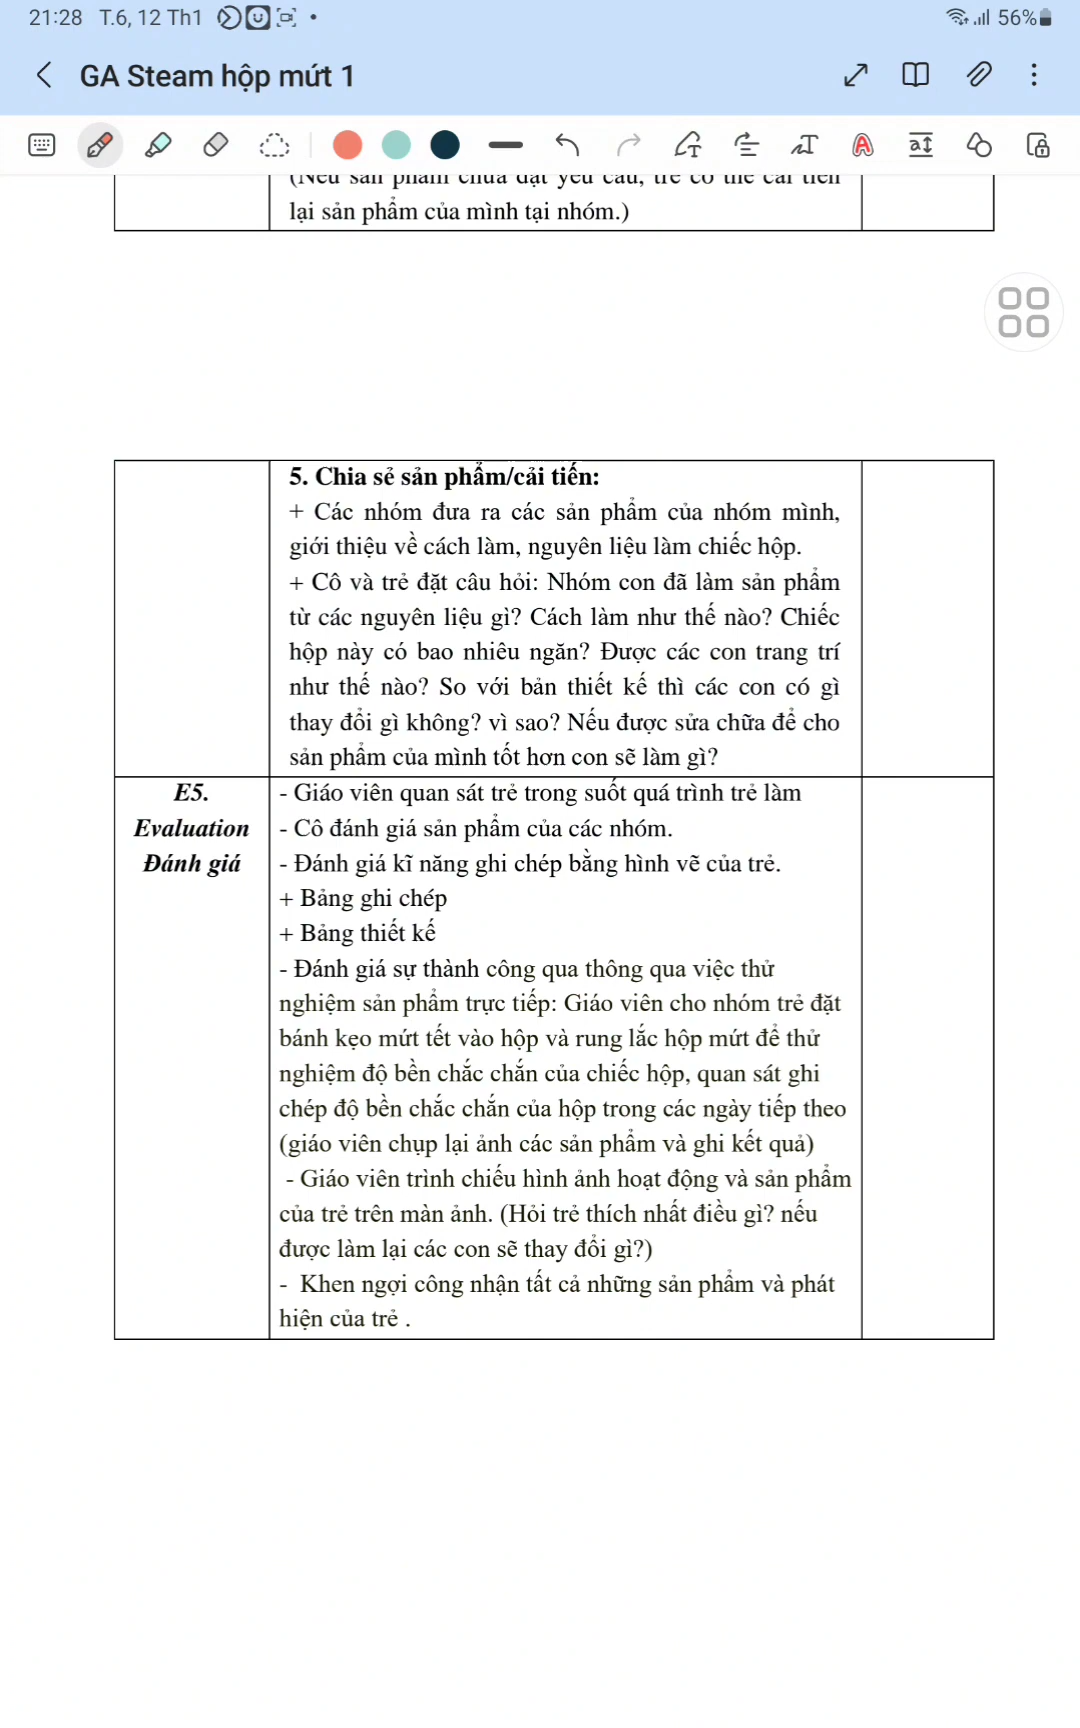 21:28 T.6, 12 Th1
56%
GA Steam hộp mứt 1
(Nếu sản phẩm chưa đạt yêu cầu, trẻ có thể cải tiến
lại sản phẩm của mình tại nhóm.)
5. Chia sẻ sản phẩm/cải tiến:
+ Các nhóm đưa ra các sản phẩm của nhóm mình,
giới thiệu về cách làm, nguyên liệu làm chiếc hộp.
+ Cô và trẻ đặt câu hỏi: Nhóm con đã làm sản phẩm
từ các nguyên liệu gì? Cách làm như thế nào? Chiếc
hộp này có bao nhiêu ngăn? Được các con trang trí
như thế nào? So với bản thiết kế thì các con có gì
thay đổi gì không? vì sao? Nếu được sửa chữa để cho
sản phẩm của mình tốt hơn con sẽ làm gì?
E5.
Evaluation
Đánh giá
- Giáo viên quan sát trẻ trong suốt quá trình trẻ làm
- Cô đánh giá sản phẩm của các nhóm.
- Đánh giá kĩ năng ghi chép bằng hình vẽ của trẻ.
+ Bảng ghi chép
+ Bảng thiết kế
- Đánh giá sự thành công qua thông qua việc thử
nghiệm sản phẩm trực tiếp: Giáo viên cho nhóm trẻ đặt
bánh kẹo mứt tết vào hộp và rung lắc hộp mứt để thử
nghiệm độ bền chắc chắn của chiếc hộp, quan sát ghi
chép độ bền chắc chắn của hộp trong các ngày tiếp theo
(giáo viên chụp lại ảnh các sản phẩm và ghi kết quả)
- Giáo viên trình chiếu hình ảnh hoạt động và sản phẩm
của trẻ trên màn ảnh. (Hỏi trẻ thích nhất điều gì? nếu
được làm lại các con sẽ thay đổi gì?)
- Khen ngợi công nhận tất cả những sản phẩm và phát
hiện của trẻ .